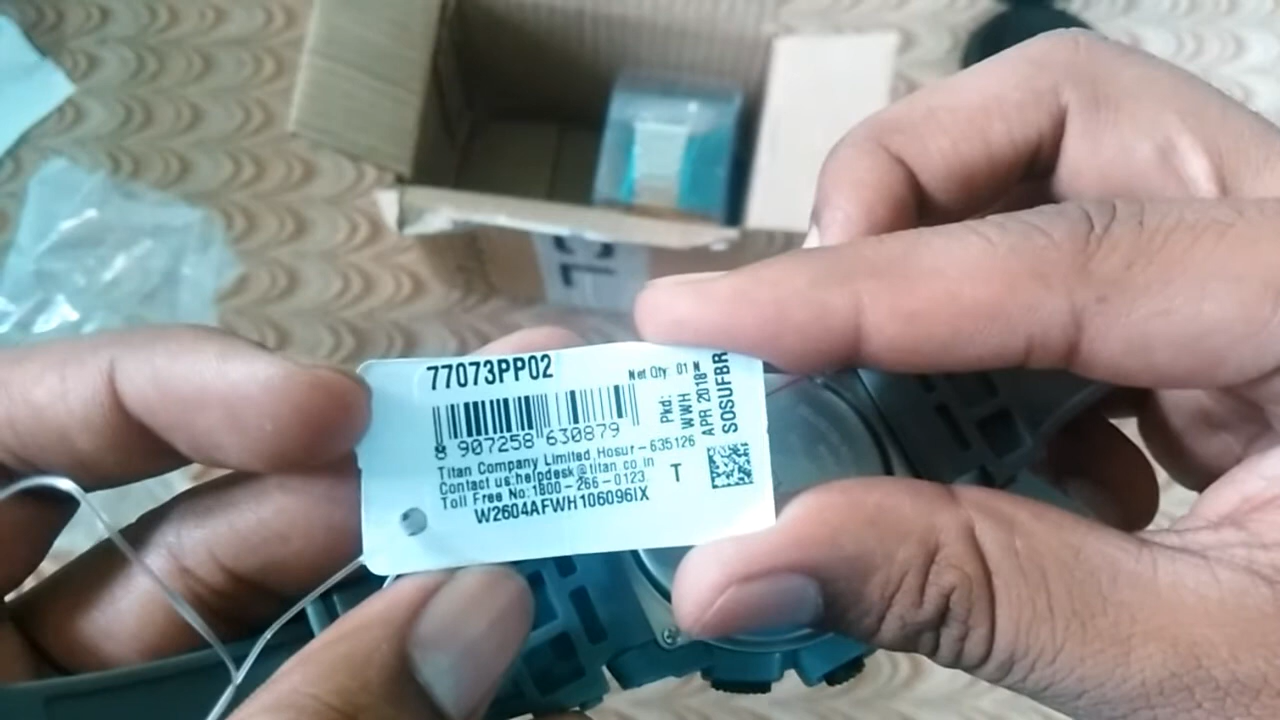 77073PP02
Net Qty: 01 N
8 907258 630879
Titan Company Limited, Hosur-635126
Contact us:helpdesk@titan.co.in
Toll Free No:1800-266-0123
W2604AFWH106096IX
T
Pkd:
WWH
APR 2018
SOSUFBR